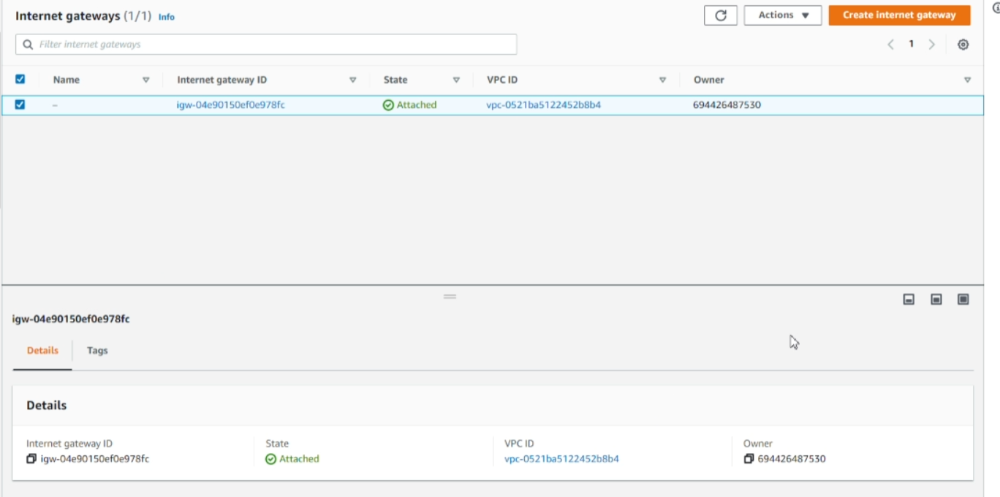 Internet gateways (1/1) Info Actions Create internet gateway
Filter internet gateways 1
Name Internet gateway ID State VPC ID Owner
– igw-04e90150ef0e978fc Attached vpc-0521ba5122452b8b4 694426487530
igw-04e90150ef0e978fc
Details Tags
Details
Internet gateway ID State VPC ID Owner
igw-04e90150ef0e978fc Attached vpc-0521ba5122452b8b4 694426487530